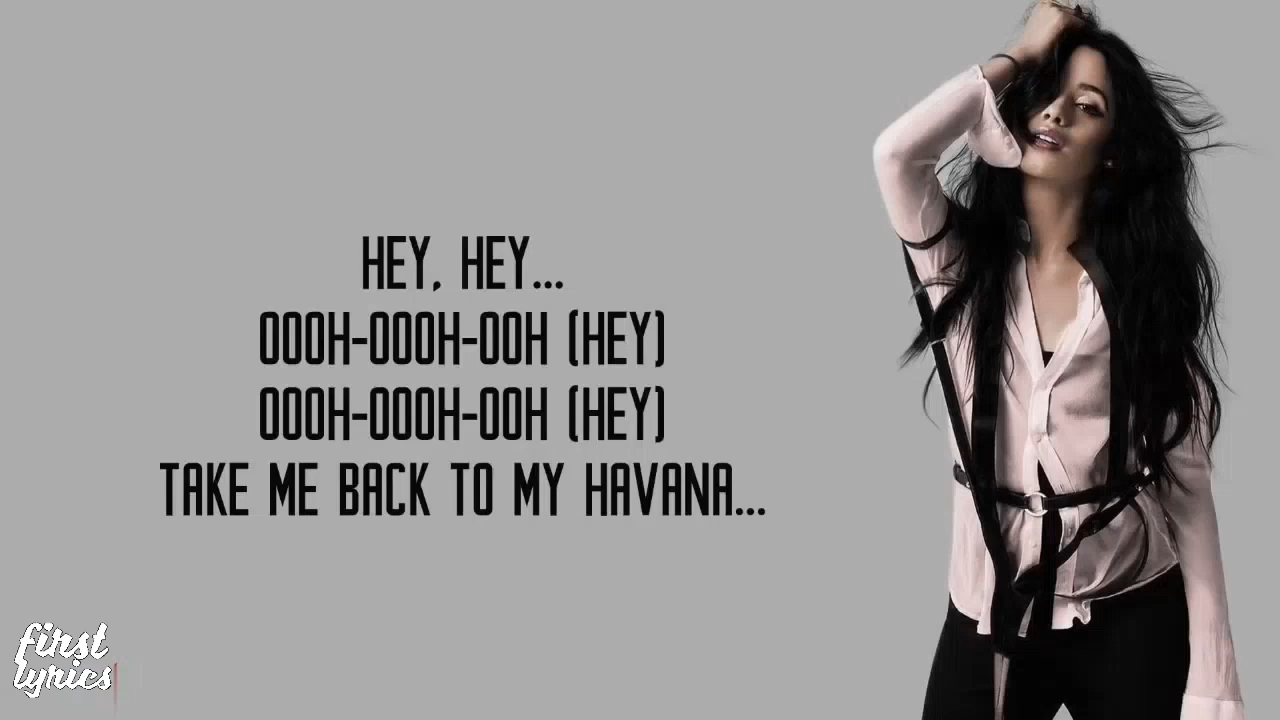 HEY, HEY...
OOOH-OOOH-OOH (HEY)
OOOH-OOOH-OOH (HEY)
TAKE ME BACK TO MY HAVANA...
first
lyrics